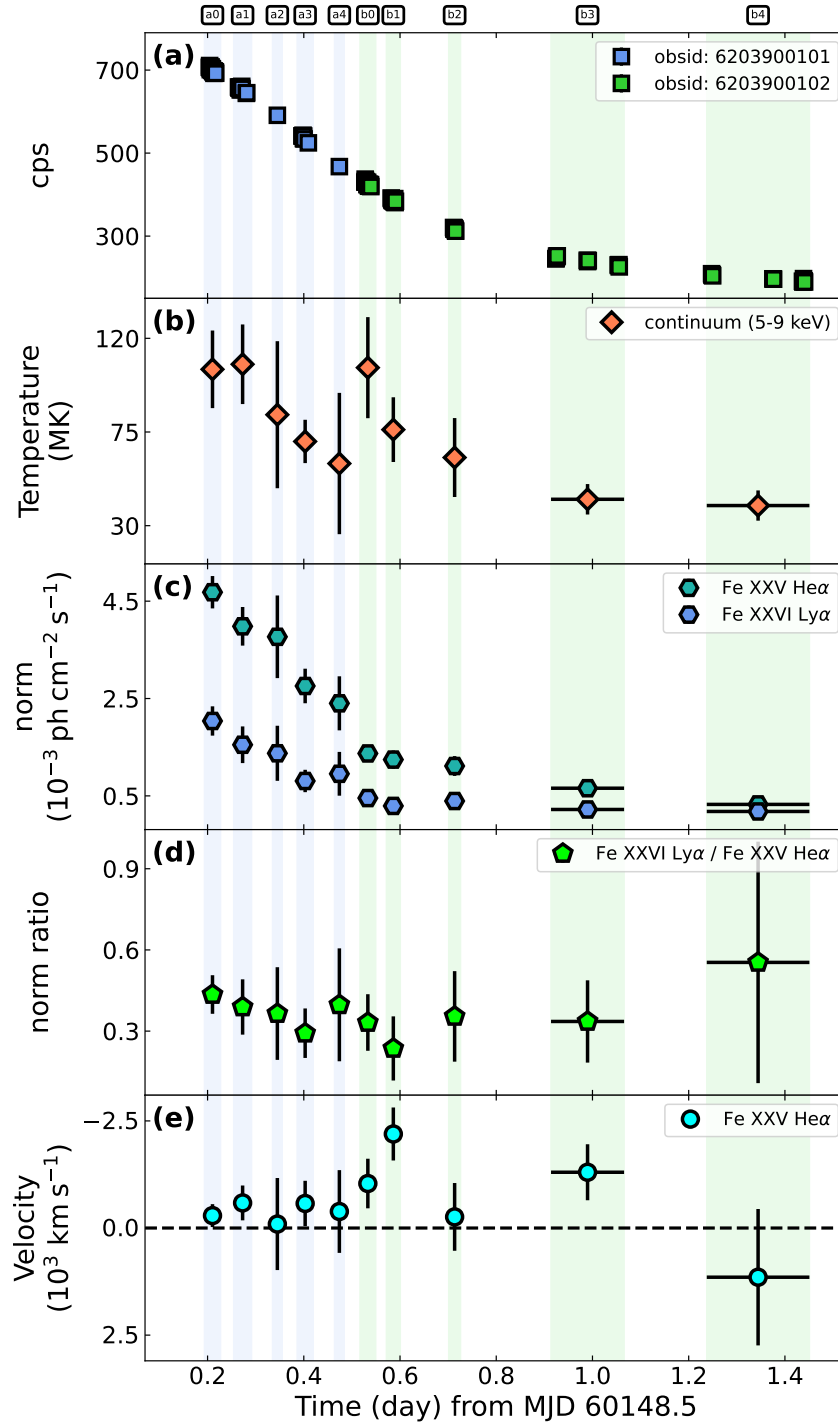 a0 a1 a2 a3 a4 b0 b1 b2 b3 b4
(a)
obsid: 6203900101
obsid: 6203900102
700
500
300
cps
(b)
continuum (5-9 keV)
120
75
30
Temperature
(MK)
(c)
Fe XXV Heα
Fe XXVI Lyα
4.5
2.5
0.5
norm
(10⁻³ ph cm⁻² s⁻¹)
(d)
Fe XXVI Lyα / Fe XXV Heα
0.9
0.6
0.3
norm ratio
(e)
Fe XXV Heα
−2.5
0.0
2.5
Velocity
(10³ km s⁻¹)
0.2 0.4 0.6 0.8 1.0 1.2 1.4
Time (day) from MJD 60148.5